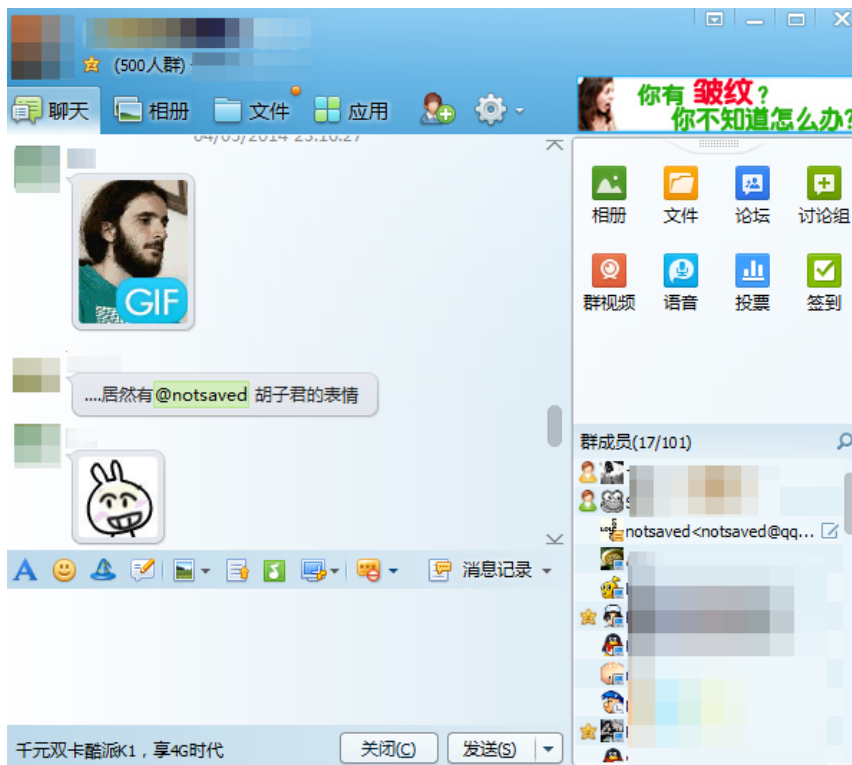 (500人群)
聊天 相册 文件 应用
你有 皱纹?
你不知道怎么办?
04/05/2014 23:16:27
GIF
....居然有@notsaved 胡子君的表情
消息记录
千元双卡酷派K1，享4G时代
关闭(C) 发送(S)
相册 文件 论坛 讨论组
群视频 语音 投票 签到
群成员(17/101)
notsaved<notsaved@qq...